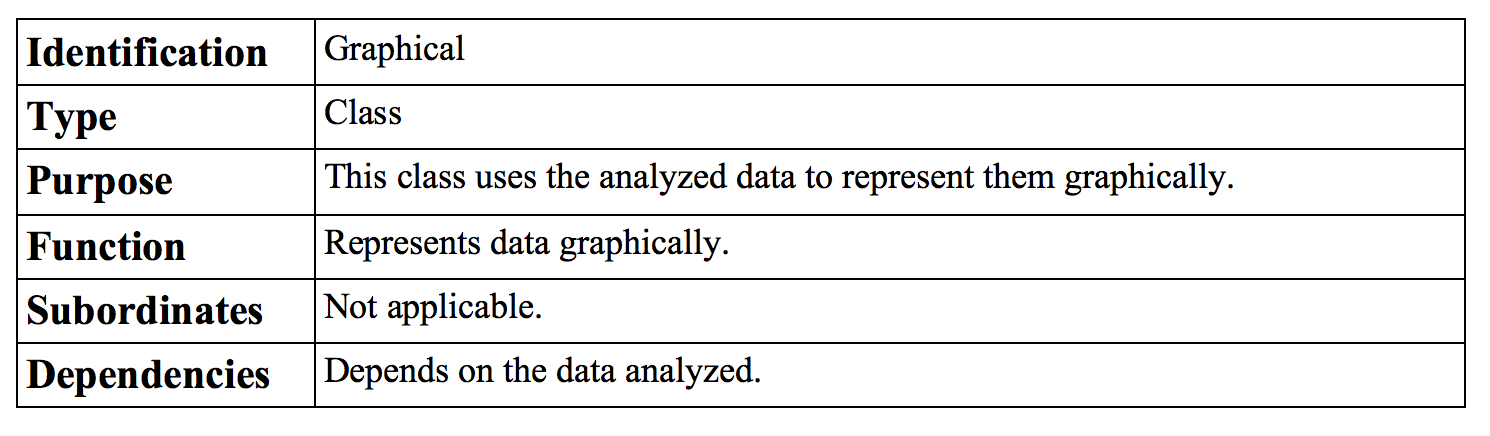 Identification Graphical
Type Class
Purpose This class uses the analyzed data to represent them graphically.
Function Represents data graphically.
Subordinates Not applicable.
Dependencies Depends on the data analyzed.